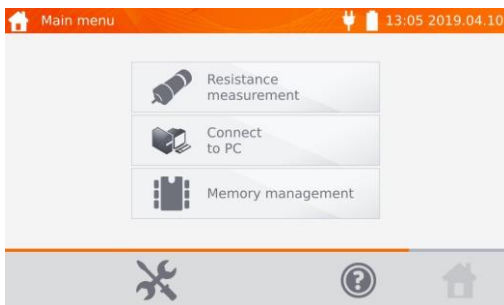 Main menu
13:05 2019.04.10
Resistance
measurement
Connect
to PC
Memory management